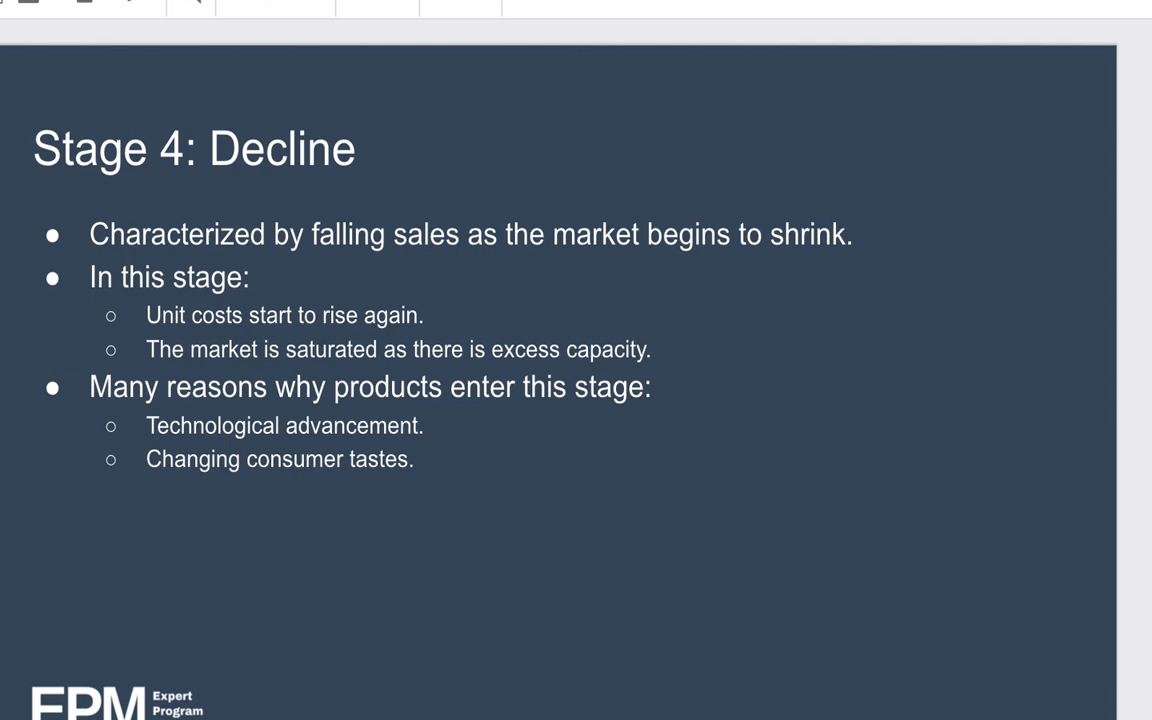 Stage 4: Decline
● Characterized by falling sales as the market begins to shrink.
● In this stage:
○ Unit costs start to rise again.
○ The market is saturated as there is excess capacity.
● Many reasons why products enter this stage:
○ Technological advancement.
○ Changing consumer tastes.
EPM Expert
Program